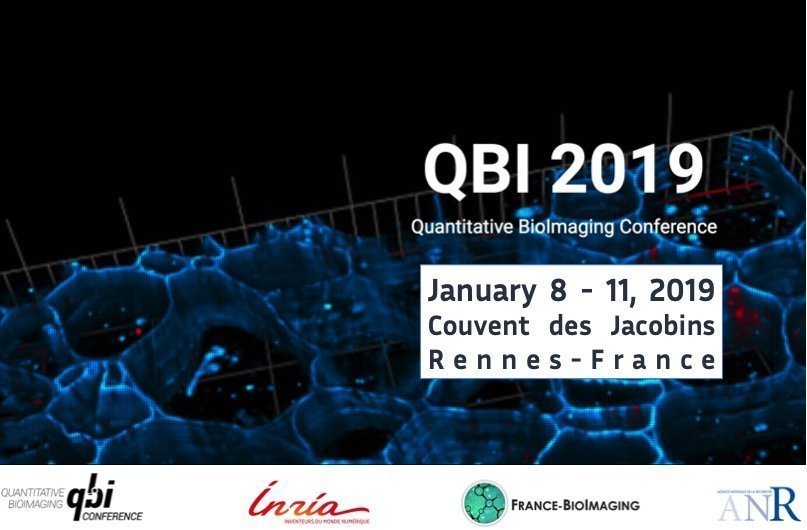 QBI 2019
Quantitative BioImaging Conference
January 8 - 11, 2019
Couvent des Jacobins
Rennes-France
QUANTITATIVE
BIOIMAGING
qbi
CONFERENCE
inria
INVENTEURS DU MONDE NUMÉRIQUE
FRANCE-BIOIMAGING
ANR